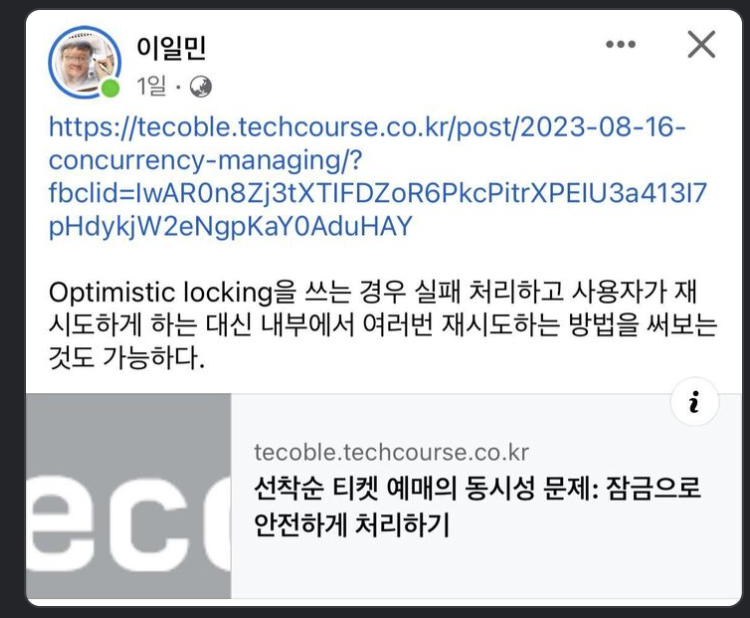 이일민
1일 ·
https://tecoble.techcourse.co.kr/post/2023-08-16-
concurrency-managing/?
fbclid=IwAR0n8Zj3tXTlFDZoR6PkcPitrXPElU3a413l7
pHdykjW2eNgpKaY0AduHAY
Optimistic locking을 쓰는 경우 실패 처리하고 사용자가 재
시도하게 하는 대신 내부에서 여러번 재시도하는 방법을 써보는
것도 가능하다.
i
eco
tecoble.techcourse.co.kr
선착순 티켓 예매의 동시성 문제: 잠금으로
안전하게 처리하기